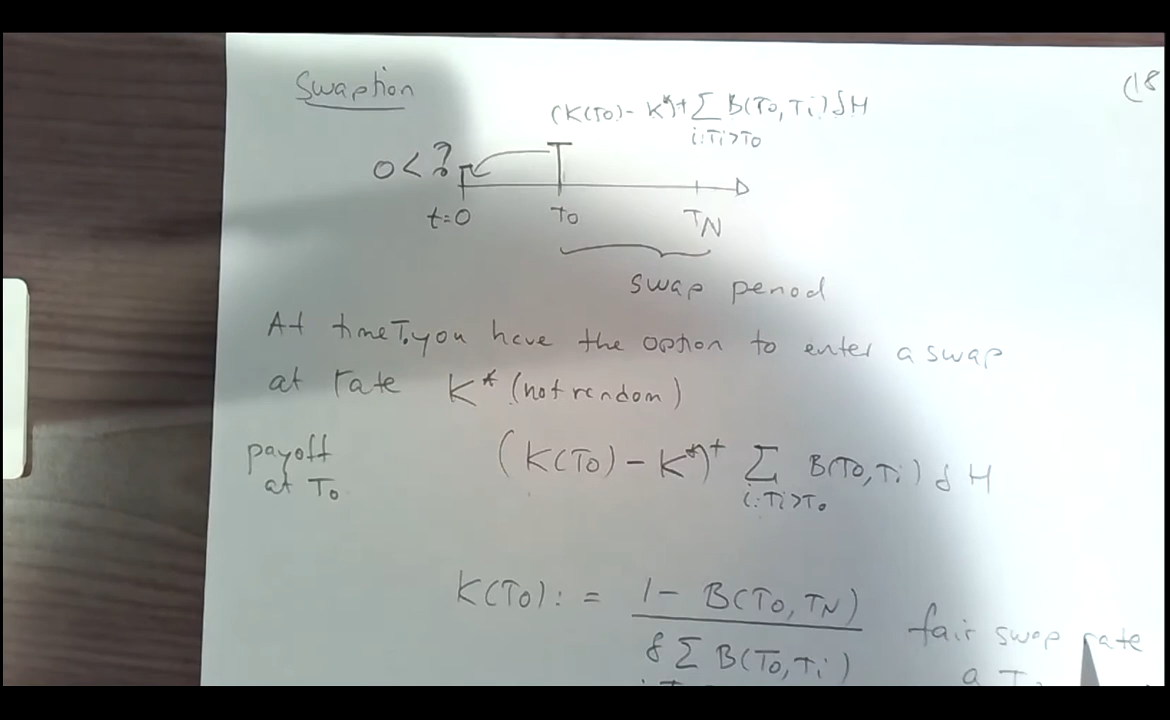 Swaption
(18
(K(T0) - K*)+ Σ B(T0, Ti) δ H
i: Ti > T0
0 < ?
t=0 T0 TN
swap period
At time T0 you have the option to enter a swap
at rate K* (not random)
payoff
at T0
(K(T0) - K*)+ Σ B(T0, Ti) δ H
i: Ti > T0
K(T0) := 1 - B(T0, TN)
fair swap rate
δ Σ B(T0, Ti)